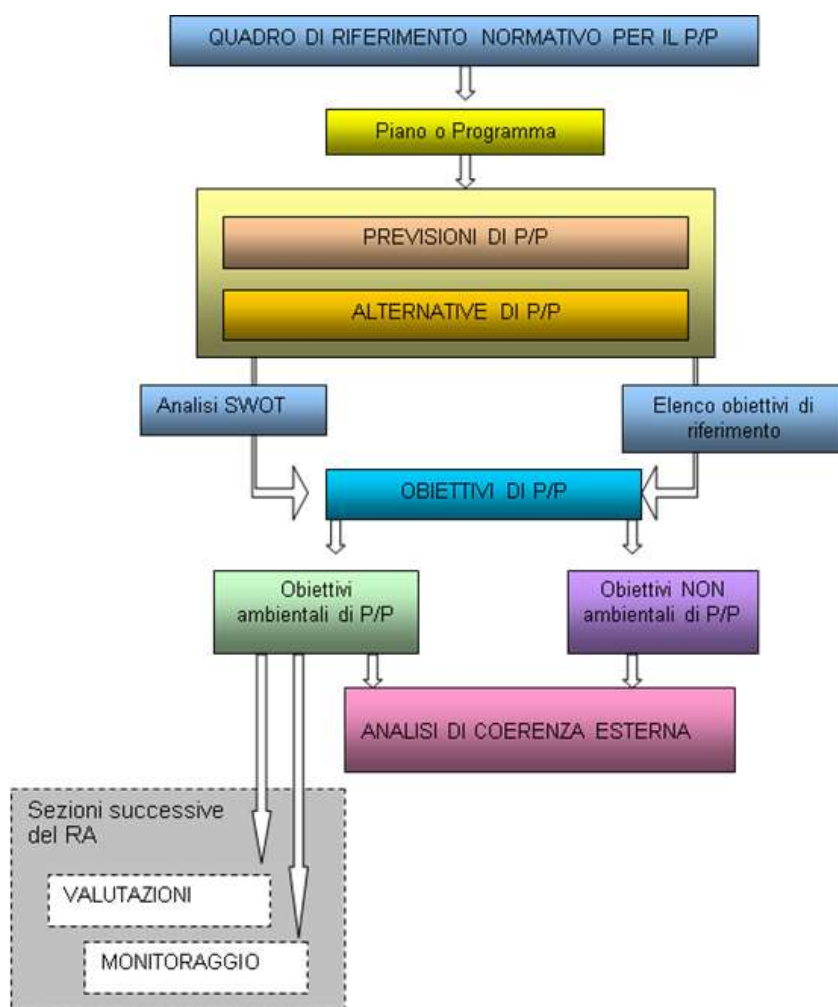 QUADRO DI RIFERIMENTO NORMATIVO PER IL P/P
Piano o Programma
PREVISIONI DI P/P
ALTERNATIVE DI P/P
Analisi SWOT
Elenco obiettivi di
riferimento
OBIETTIVI DI P/P
Obiettivi
ambientali di P/P
Obiettivi NON
ambientali di P/P
ANALISI DI COERENZA ESTERNA
Sezioni successive
del RA
VALUTAZIONI
MONITORAGGIO